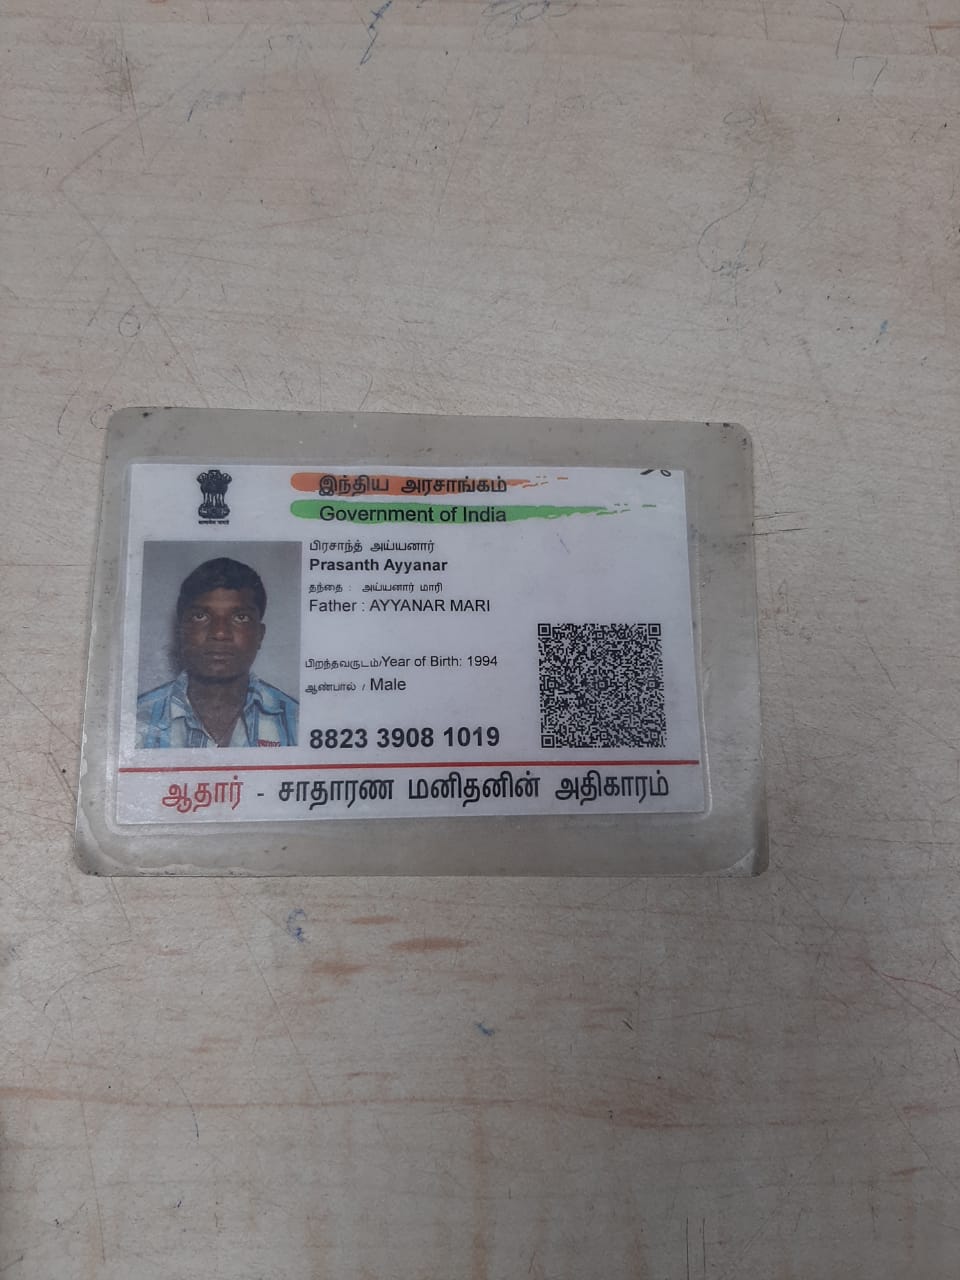 இந்திய அரசாங்கம்
Government of India
பிரசாந்த் அய்யனார்
Prasanth Ayyanar
தந்தை : அய்யனார் மாரி
Father : AYYANAR MARI
பிறந்தவருடம்/Year of Birth: 1994
ஆண்பால் / Male
8823 3908 1019
ஆதார் - சாதாரண மனிதனின் அதிகாரம்